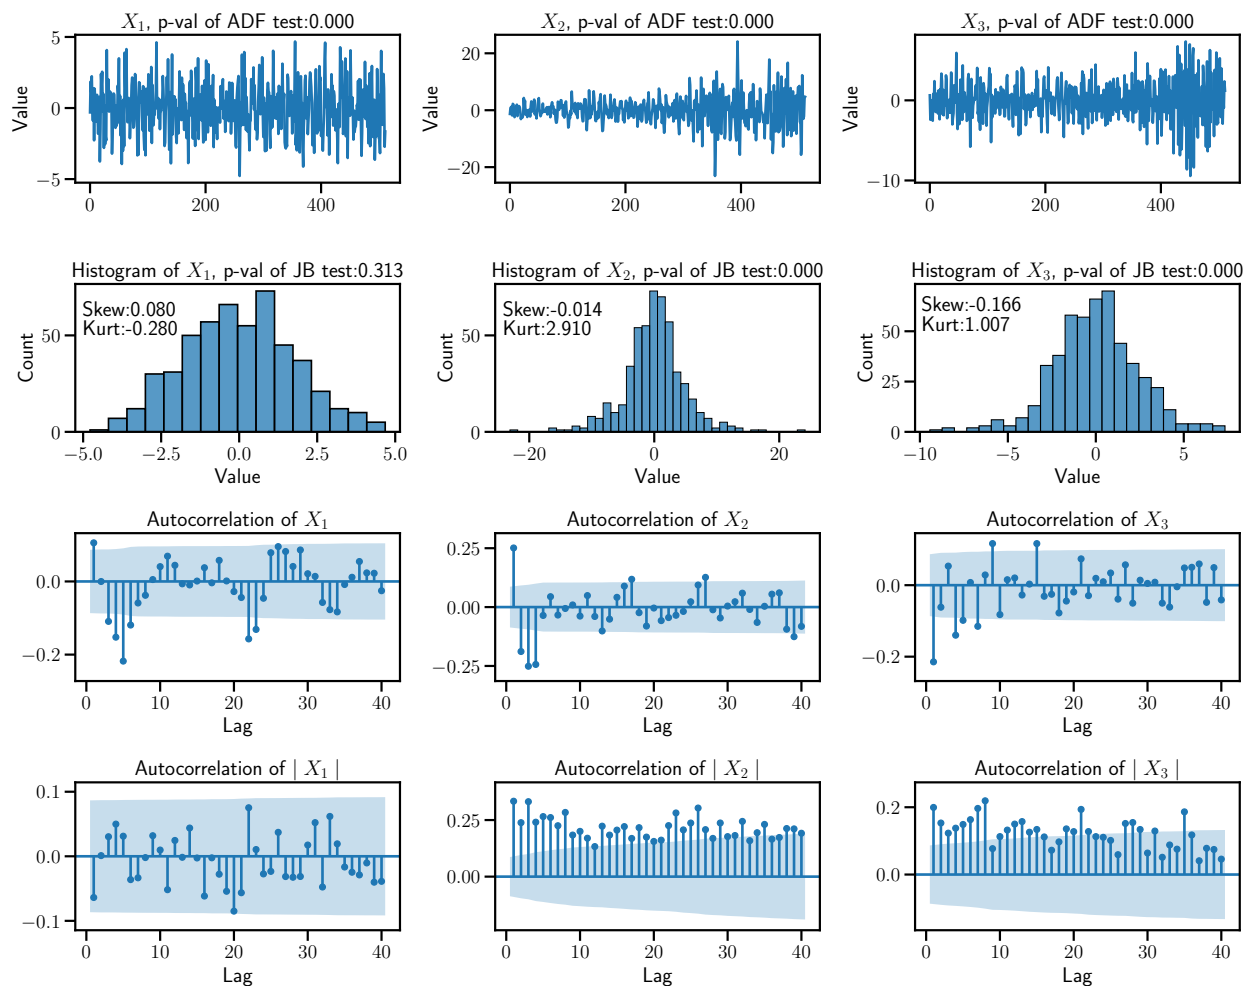 X₁, p-val of ADF test:0.000
X₂, p-val of ADF test:0.000
X₃, p-val of ADF test:0.000
Value
5
0
−5
0 200 400
Value
20
0
−20
0 200 400
Value
0
−10
0 200 400
Histogram of X₁, p-val of JB test:0.313
Histogram of X₂, p-val of JB test:0.000
Histogram of X₃, p-val of JB test:0.000
Skew:0.080
Kurt:-0.280
Count
50
0
−5.0 −2.5 0.0 2.5 5.0
Value
Skew:-0.014
Kurt:2.910
Count
50
0
−20 0 20
Value
Skew:-0.166
Kurt:1.007
Count
50
25
0
−10 −5 0 5
Value
Autocorrelation of X₁
Autocorrelation of X₂
Autocorrelation of X₃
0.0
−0.2
0 10 20 30 40
Lag
0.25
0.00
−0.25
0 10 20 30 40
Lag
0.0
−0.2
0 10 20 30 40
Lag
Autocorrelation of | X₁ |
Autocorrelation of | X₂ |
Autocorrelation of | X₃ |
0.1
0.0
−0.1
0 10 20 30 40
Lag
0.25
0.00
0 10 20 30 40
Lag
0.2
0.0
0 10 20 30 40
Lag